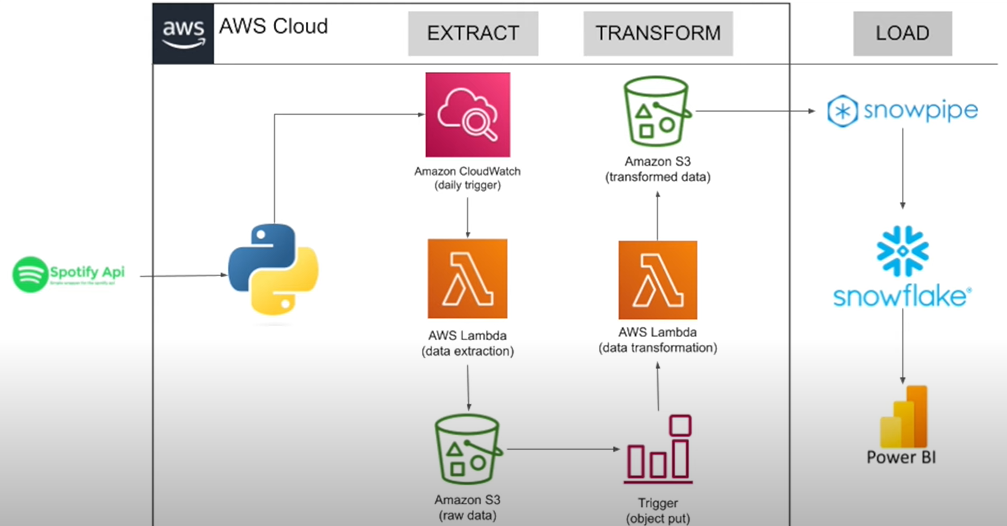 aws
AWS Cloud
EXTRACT
TRANSFORM
LOAD
Amazon CloudWatch
(daily trigger)
Amazon S3
(transformed data)
snowpipe
Spotify Api
AWS Lambda
(data extraction)
AWS Lambda
(data transformation)
snowflake®
Amazon S3
(raw data)
Trigger
(object put)
Power BI